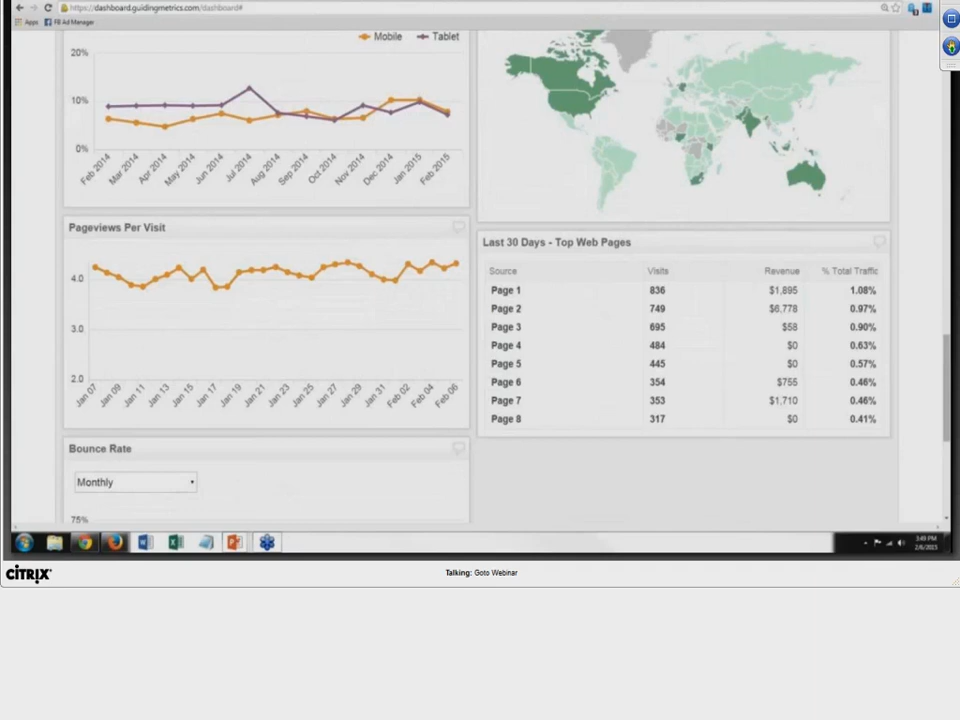 https://dashboard.guidingmetrics.com/dashboard#
Apps FB Ad Manager
Mobile Tablet
20%
10%
0%
Feb 2014 Mar 2014 Apr 2014 May 2014 Jun 2014 Jul 2014 Aug 2014 Sep 2014 Oct 2014 Nov 2014 Dec 2014 Jan 2015 Feb 2015
Pageviews Per Visit
4.0
3.0
2.0
Jan 07 Jan 09 Jan 11 Jan 13 Jan 15 Jan 17 Jan 19 Jan 21 Jan 23 Jan 25 Jan 27 Jan 29 Jan 31 Feb 02 Feb 04 Feb 06
Bounce Rate
Monthly
75%
Last 30 Days - Top Web Pages
Source Visits Revenue % Total Traffic
Page 1 836 $1,895 1.08%
Page 2 749 $6,778 0.97%
Page 3 695 $58 0.90%
Page 4 484 $0 0.63%
Page 5 445 $0 0.57%
Page 6 354 $755 0.46%
Page 7 353 $1,710 0.46%
Page 8 317 $0 0.41%
3:49 PM
2/6/2015
CITRIX
Talking: Goto Webinar